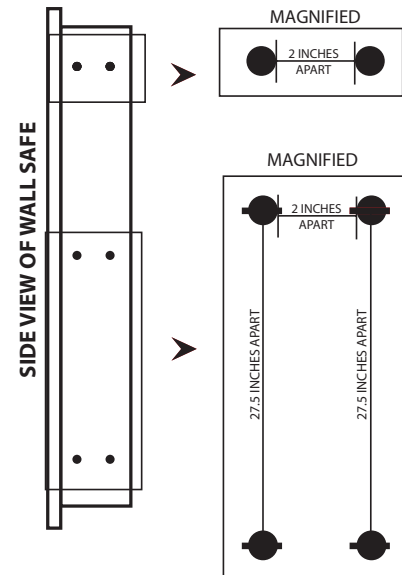 MAGNIFIED
2 INCHES
APART
SIDE VIEW OF WALL SAFE
MAGNIFIED
2 INCHES
APART
27.5 INCHES APART
27.5 INCHES APART